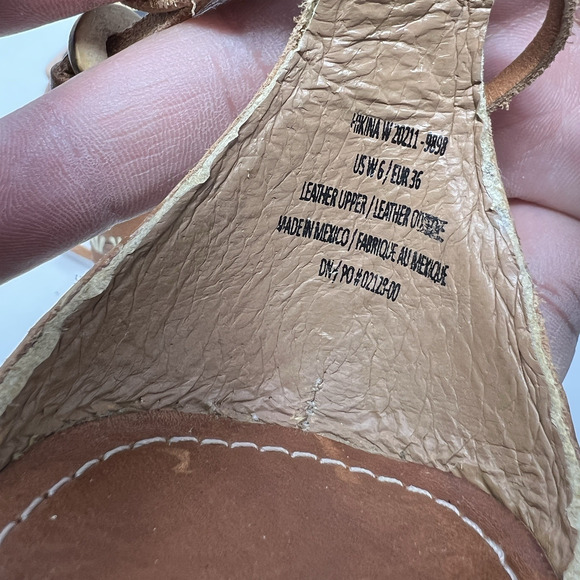 HIKINA W 20211 - 9898
US W 6 / EUR 36
LEATHER UPPER / LEATHER
MADE IN MEXICO / FABRIQUE AU MEXIQUE
DN-/ PO # 02128-00